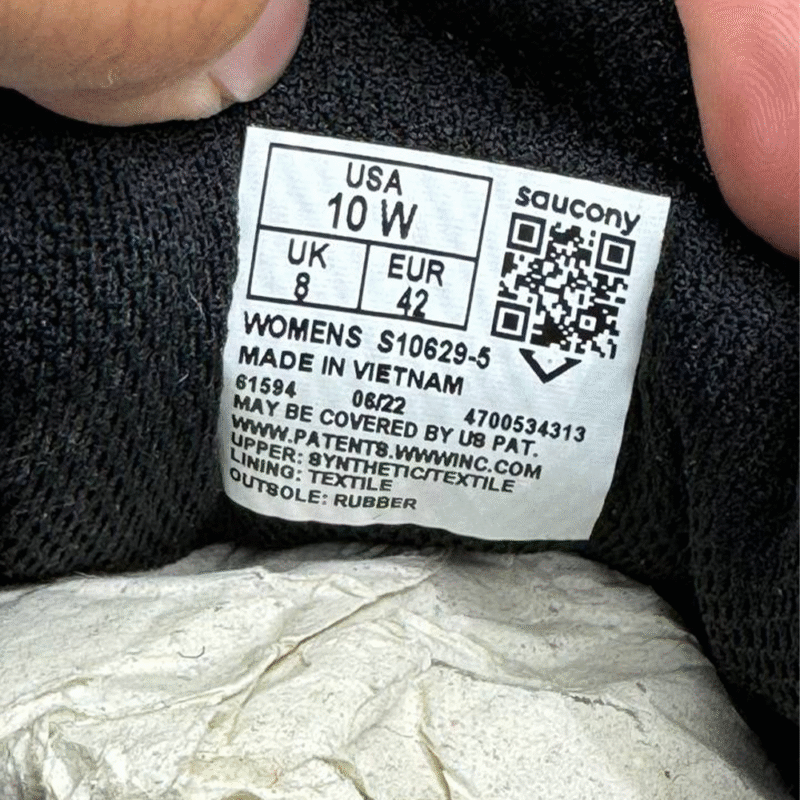 USA
10 W
UK
8
EUR
42
saucony
WOMENS S10629-5
MADE IN VIETNAM
61594 06/22 4700534313
MAY BE COVERED BY US PAT.
WWW.PATENTS.WWWINC.COM
UPPER: SYNTHETIC/TEXTILE
LINING: TEXTILE
OUTSOLE: RUBBER